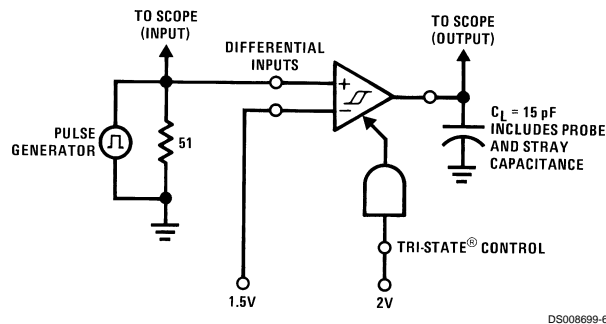 TO SCOPE
(INPUT)
TO SCOPE
(OUTPUT)
DIFFERENTIAL
INPUTS
+
−
PULSE
GENERATOR
51
C_L = 15 pF
INCLUDES PROBE
AND STRAY
CAPACITANCE
TRI-STATE® CONTROL
1.5V
2V
DS008699-6